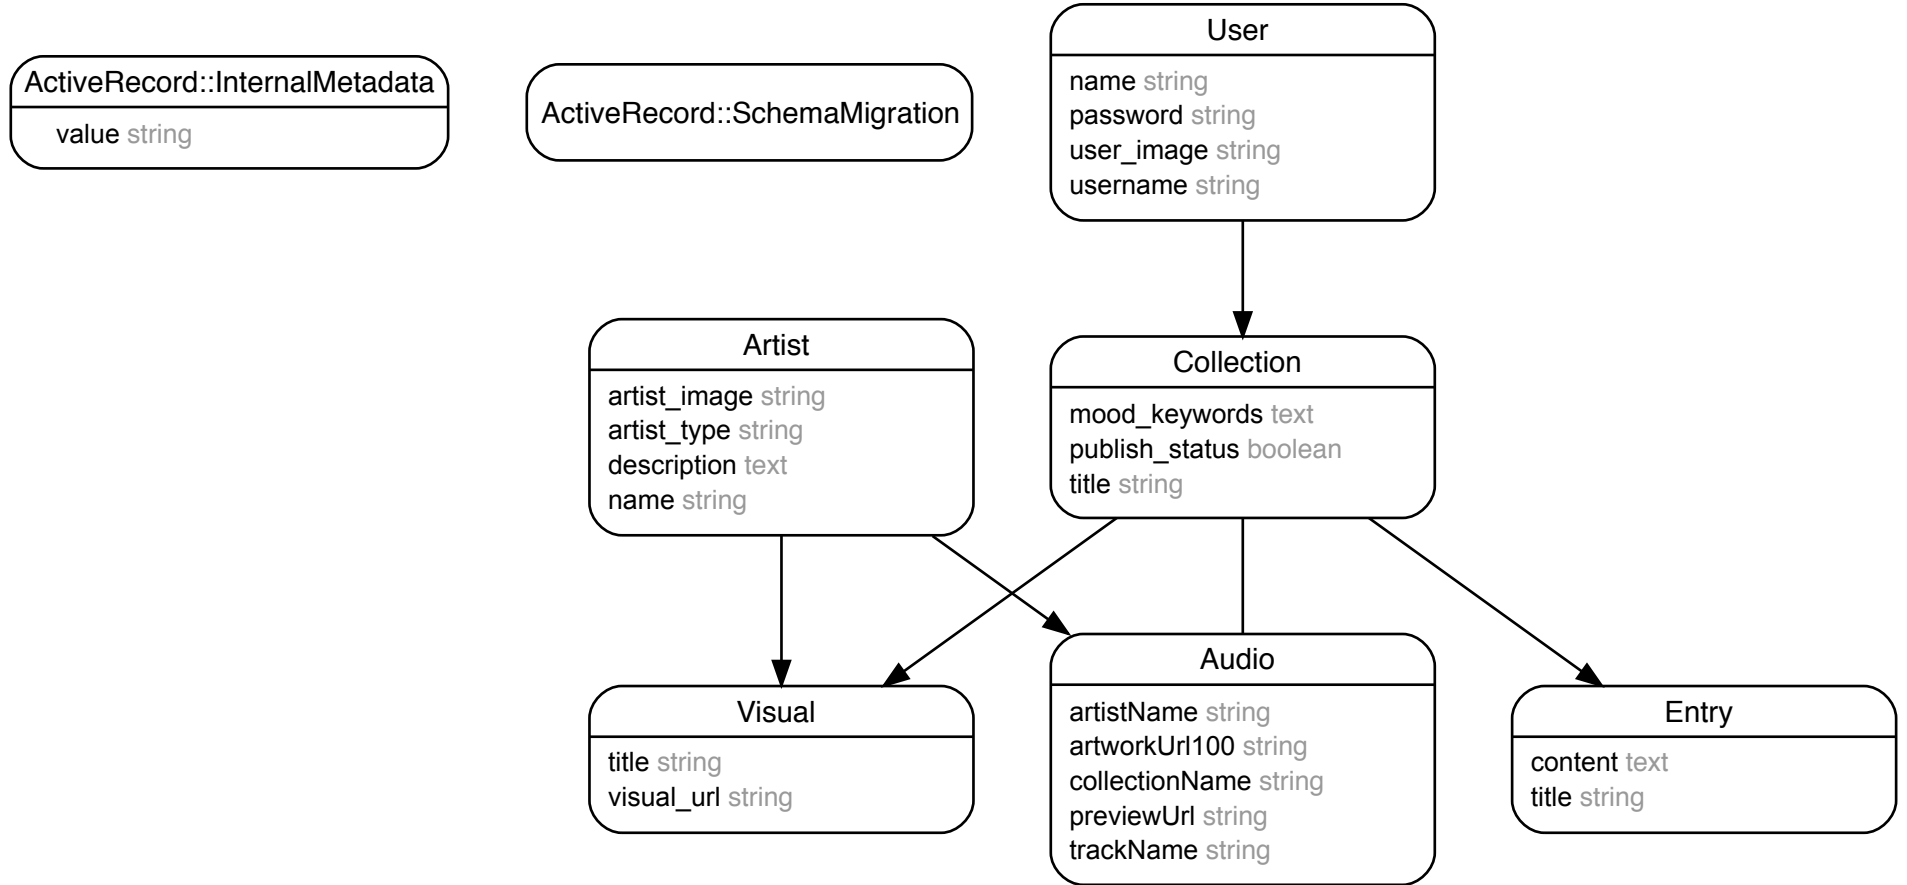 ActiveRecord::InternalMetadata
value string
ActiveRecord::SchemaMigration
User
name string
password string
user_image string
username string
Artist
artist_image string
artist_type string
description text
name string
Collection
mood_keywords text
publish_status boolean
title string
Visual
title string
visual_url string
Audio
artistName string
artworkUrl100 string
collectionName string
previewUrl string
trackName string
Entry
content text
title string